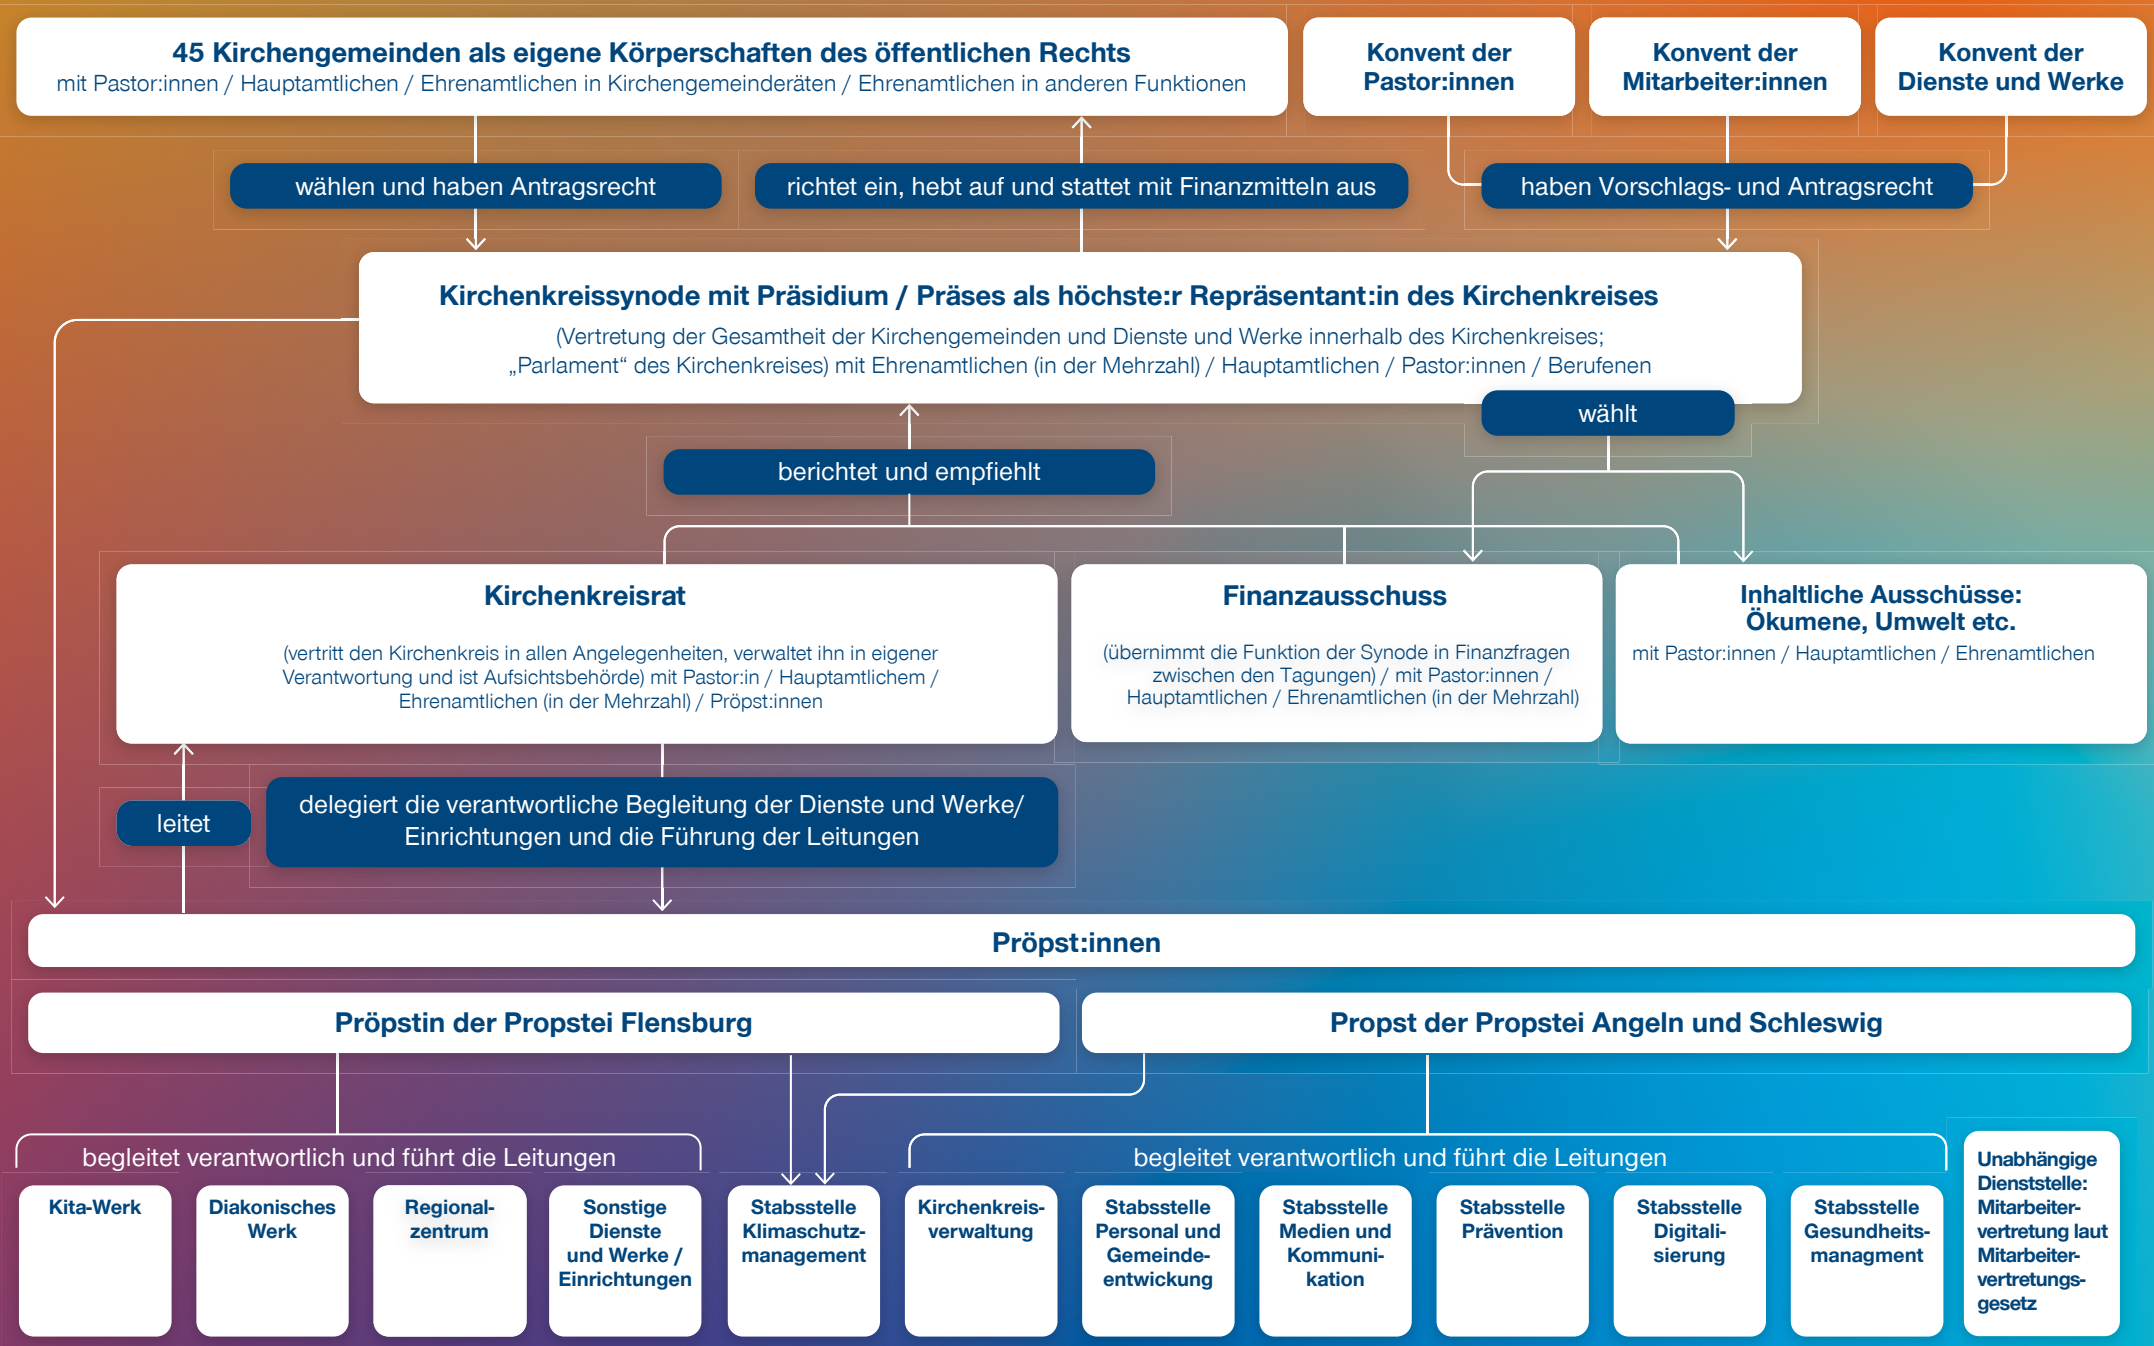 45 Kirchengemeinden als eigene Körperschaften des öffentlichen Rechts
mit Pastor:innen / Hauptamtlichen / Ehrenamtlichen in Kirchengemeinderäten / Ehrenamtlichen in anderen Funktionen
Konvent der
Pastor:innen
Konvent der
Mitarbeiter:innen
Konvent der
Dienste und Werke
wählen und haben Antragsrecht
richtet ein, hebt auf und stattet mit Finanzmitteln aus
haben Vorschlags- und Antragsrecht
Kirchenkreissynode mit Präsidium / Präses als höchste:r Repräsentant:in des Kirchenkreises
(Vertretung der Gesamtheit der Kirchengemeinden und Dienste und Werke innerhalb des Kirchenkreises;
„Parlament“ des Kirchenkreises) mit Ehrenamtlichen (in der Mehrzahl) / Hauptamtlichen / Pastor:innen / Berufenen
wählt
berichtet und empfiehlt
Kirchenkreisrat
(vertritt den Kirchenkreis in allen Angelegenheiten, verwaltet ihn in eigener
Verantwortung und ist Aufsichtsbehörde) mit Pastor:in / Hauptamtlichem /
Ehrenamtlichen (in der Mehrzahl) / Pröpst:innen
Finanzausschuss
(übernimmt die Funktion der Synode in Finanzfragen
zwischen den Tagungen) / mit Pastor:innen /
Hauptamtlichen / Ehrenamtlichen (in der Mehrzahl)
Inhaltliche Ausschüsse:
Ökumene, Umwelt etc.
mit Pastor:innen / Hauptamtlichen / Ehrenamtlichen
leitet
delegiert die verantwortliche Begleitung der Dienste und Werke/
Einrichtungen und die Führung der Leitungen
Pröpst:innen
Pröpstin der Propstei Flensburg
Propst der Propstei Angeln und Schleswig
begleitet verantwortlich und führt die Leitungen
begleitet verantwortlich und führt die Leitungen
Kita-Werk
Diakonisches
Werk
Regional-
zentrum
Sonstige
Dienste
und Werke /
Einrichtungen
Stabsstelle
Klimaschutz-
management
Kirchenkreis-
verwaltung
Stabsstelle
Personal und
Gemeinde-
entwickung
Stabsstelle
Medien und
Kommuni-
kation
Stabsstelle
Prävention
Stabsstelle
Digitali-
sierung
Stabsstelle
Gesundheits-
managment
Unabhängige
Dienststelle:
Mitarbeiter-
vertretung laut
Mitarbeiter-
vertretungs-
gesetz